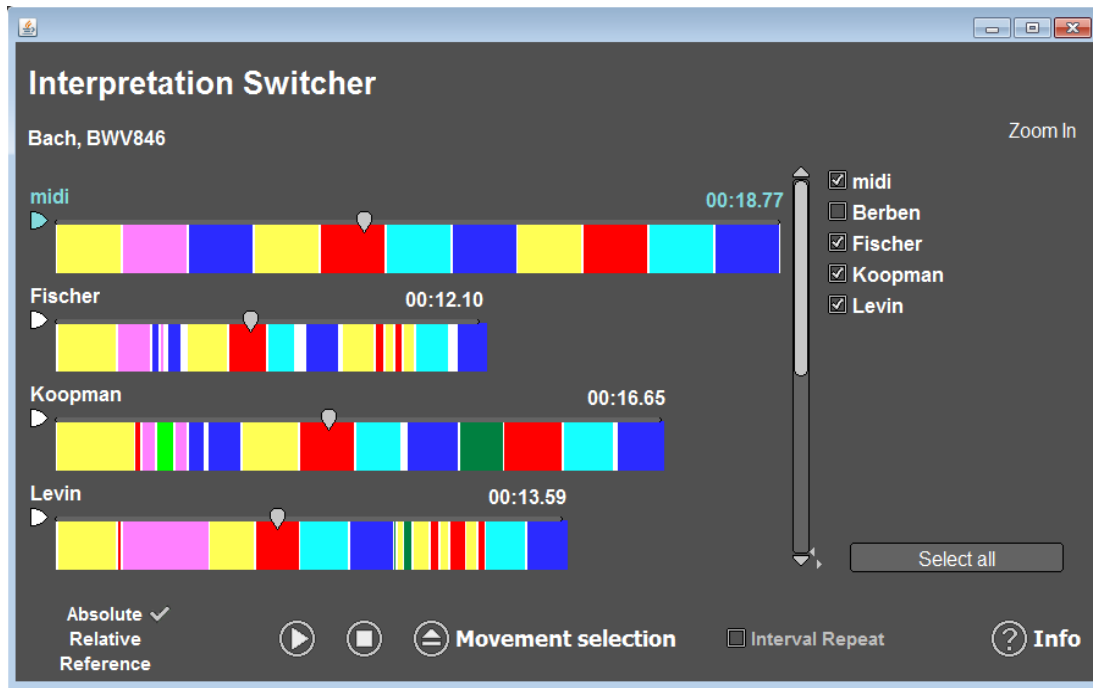 Interpretation Switcher
Bach, BWV846
Zoom In
midi
00:18.77
Fischer
00:12.10
Koopman
00:16.65
Levin
00:13.59
midi
Berben
Fischer
Koopman
Levin
Select all
Absolute
Relative
Reference
Movement selection
Interval Repeat
? Info